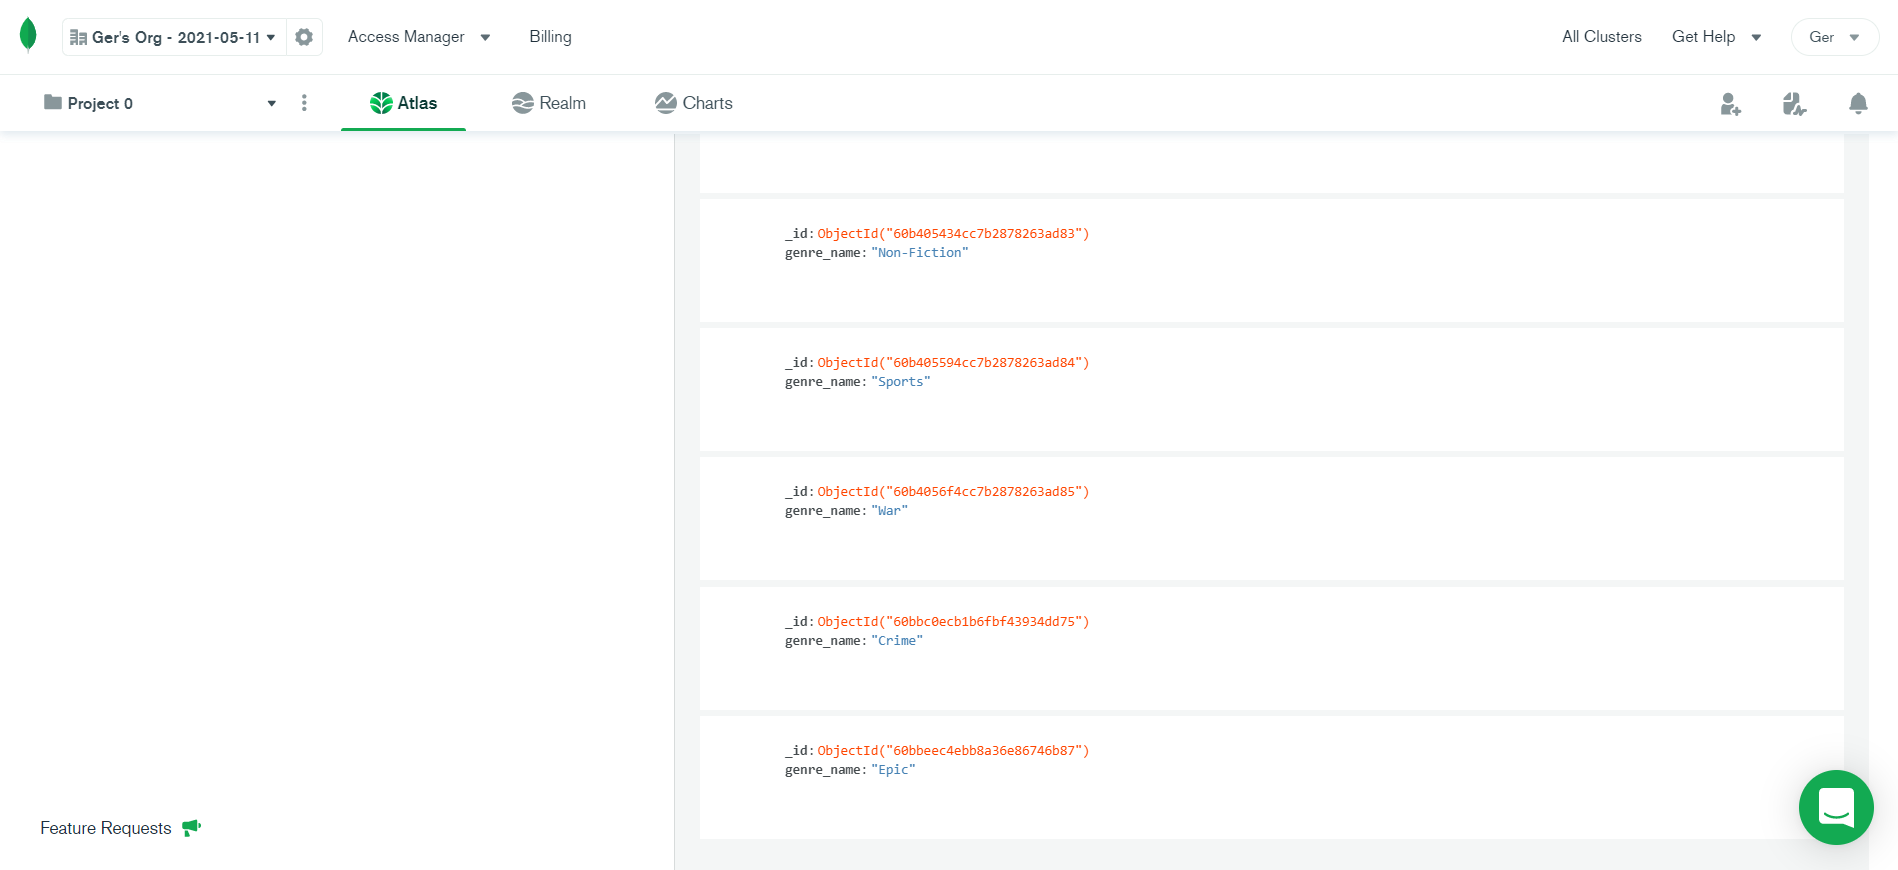 Ger's Org - 2021-05-11 Access Manager Billing All Clusters Get Help Ger
Project 0 Atlas Realm Charts
_id: ObjectId("60b405434cc7b2878263ad83")
genre_name: "Non-Fiction"
_id: ObjectId("60b405594cc7b2878263ad84")
genre_name: "Sports"
_id: ObjectId("60b4056f4cc7b2878263ad85")
genre_name: "War"
_id: ObjectId("60bbc0ecb1b6fbf43934dd75")
genre_name: "Crime"
_id: ObjectId("60bbeec4ebb8a36e86746b87")
genre_name: "Epic"
Feature Requests